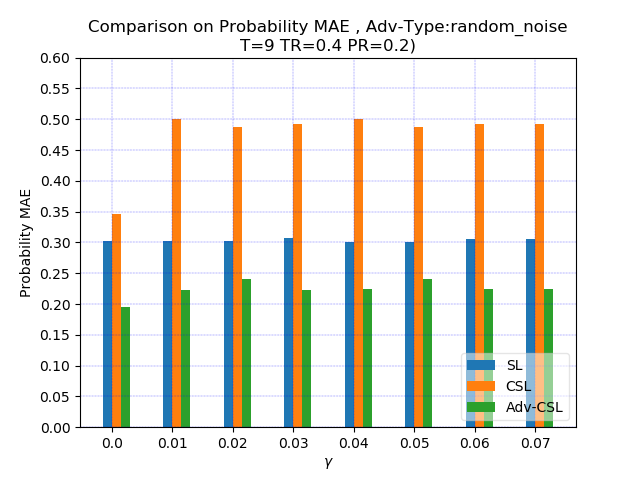 Comparison on Probability MAE , Adv-Type:random_noise
T=9 TR=0.4 PR=0.2)
0.60
0.55
0.50
0.45
0.40
0.35
0.30
0.25
0.20
0.15
0.10
0.05
0.00
Probability MAE
SL
CSL
Adv-CSL
0.0 0.01 0.02 0.03 0.04 0.05 0.06 0.07
γ